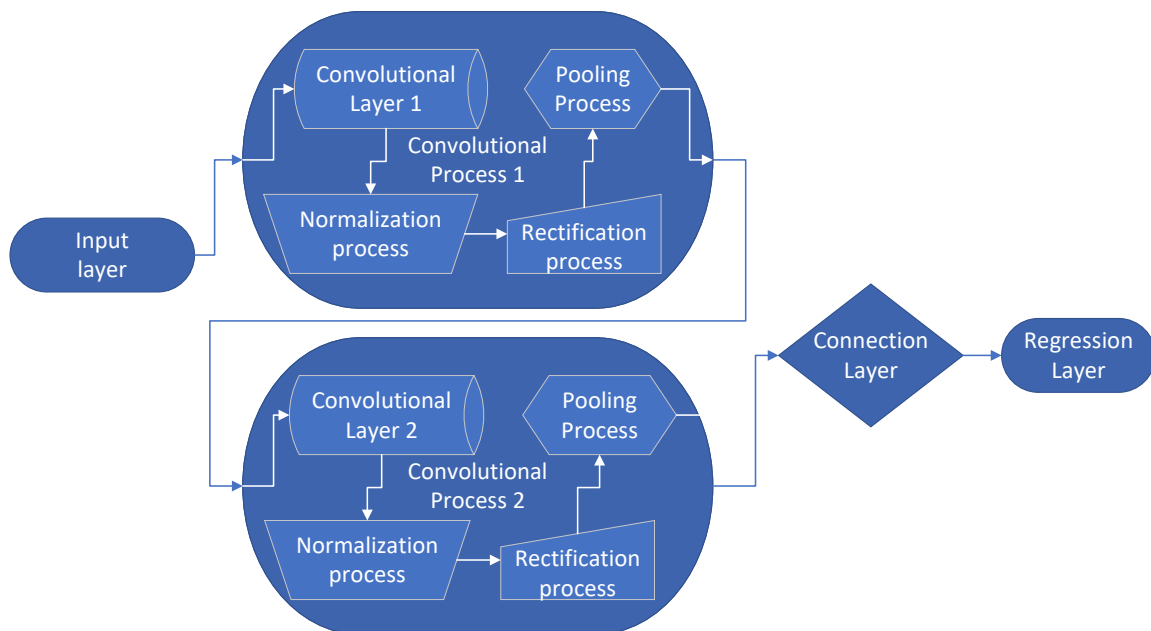 Input
layer
Convolutional
Layer 1
Pooling
Process
Convolutional
Process 1
Normalization
process
Rectification
process
Convolutional
Layer 2
Pooling
Process
Convolutional
Process 2
Normalization
process
Rectification
process
Connection
Layer
Regression
Layer